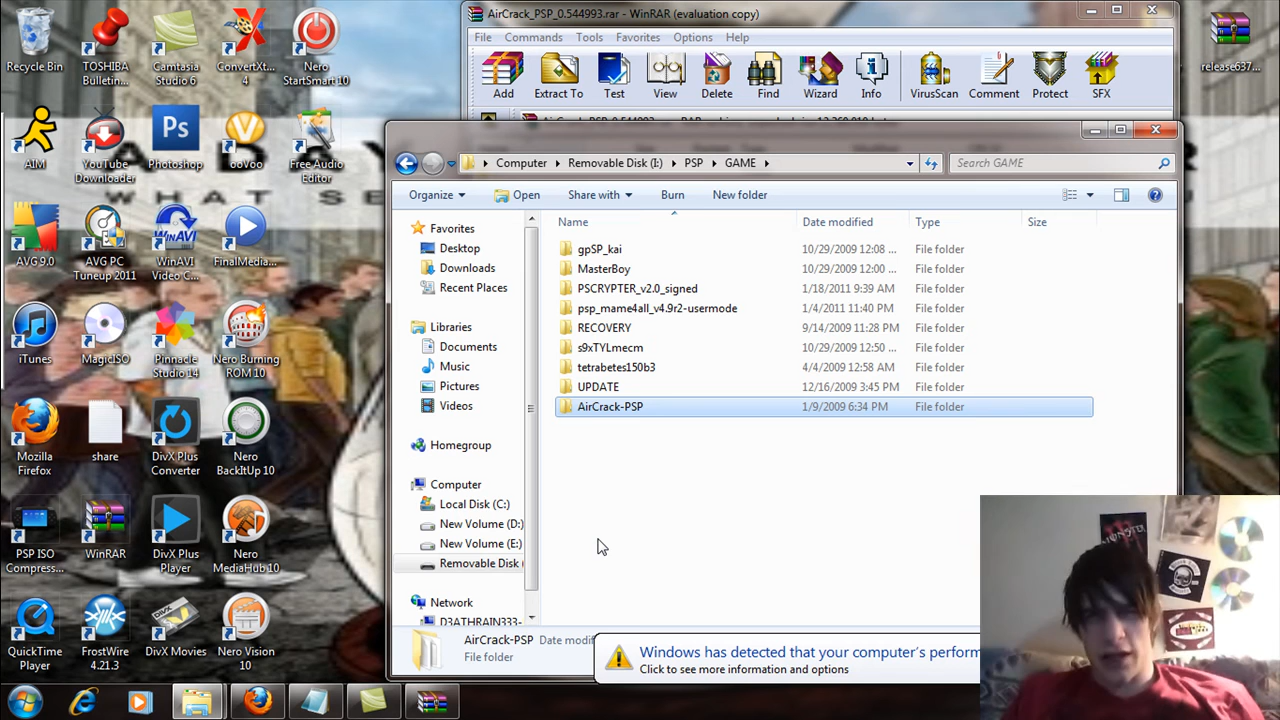 Recycle Bin
TOSHIBA Bulletin...
Camtasia Studio 6
ConvertXt... 4
Nero StartSmart 10
AIM
YouTube Downloader
Photoshop
ooVoo
Free Audio Editor
AVG 9.0
AVG PC Tuneup 2011
WinAVI Video C...
FinalMedia...
iTunes
MagicISO
Pinnacle Studio 14
Nero Burning ROM 10
Mozilla Firefox
share
DivX Plus Converter
Nero BackItUp 10
PSP ISO Compress...
WinRAR
DivX Plus Player
Nero MediaHub 10
QuickTime Player
FrostWire 4.21.3
DivX Movies
Nero Vision 10
WHAT SE
AirCrack_PSP_0.544993.rar - WinRAR (evaluation copy)
File Commands Tools Favorites Options Help
Add Extract To Test View Delete Find Wizard Info VirusScan Comment Protect SFX
release637...
Computer Removable Disk (I:) PSP GAME
Search GAME
Organize Open Share with Burn New folder
Name Date modified Type Size
Favorites
Desktop
Downloads
Recent Places
Libraries
Documents
Music
Pictures
Videos
Homegroup
Computer
Local Disk (C:)
New Volume (D:)
New Volume (E:)
Removable Disk (
Network
D3ATHRAIN333-
gpSP_kai 10/29/2009 12:08 ... File folder
MasterBoy 10/29/2009 12:00 ... File folder
PSCRYPTER_v2.0_signed 1/18/2011 9:39 AM File folder
psp_mame4all_v4.9r2-usermode 1/4/2011 11:40 PM File folder
RECOVERY 9/14/2009 11:28 PM File folder
s9xTYLmecm 10/29/2009 12:50 ... File folder
tetrabetes150b3 4/4/2009 12:58 AM File folder
UPDATE 12/16/2009 3:45 PM File folder
AirCrack-PSP 1/9/2009 6:34 PM File folder
AirCrack-PSP Date modif
File folder
Windows has detected that your computer's perform
Click to see more information and options